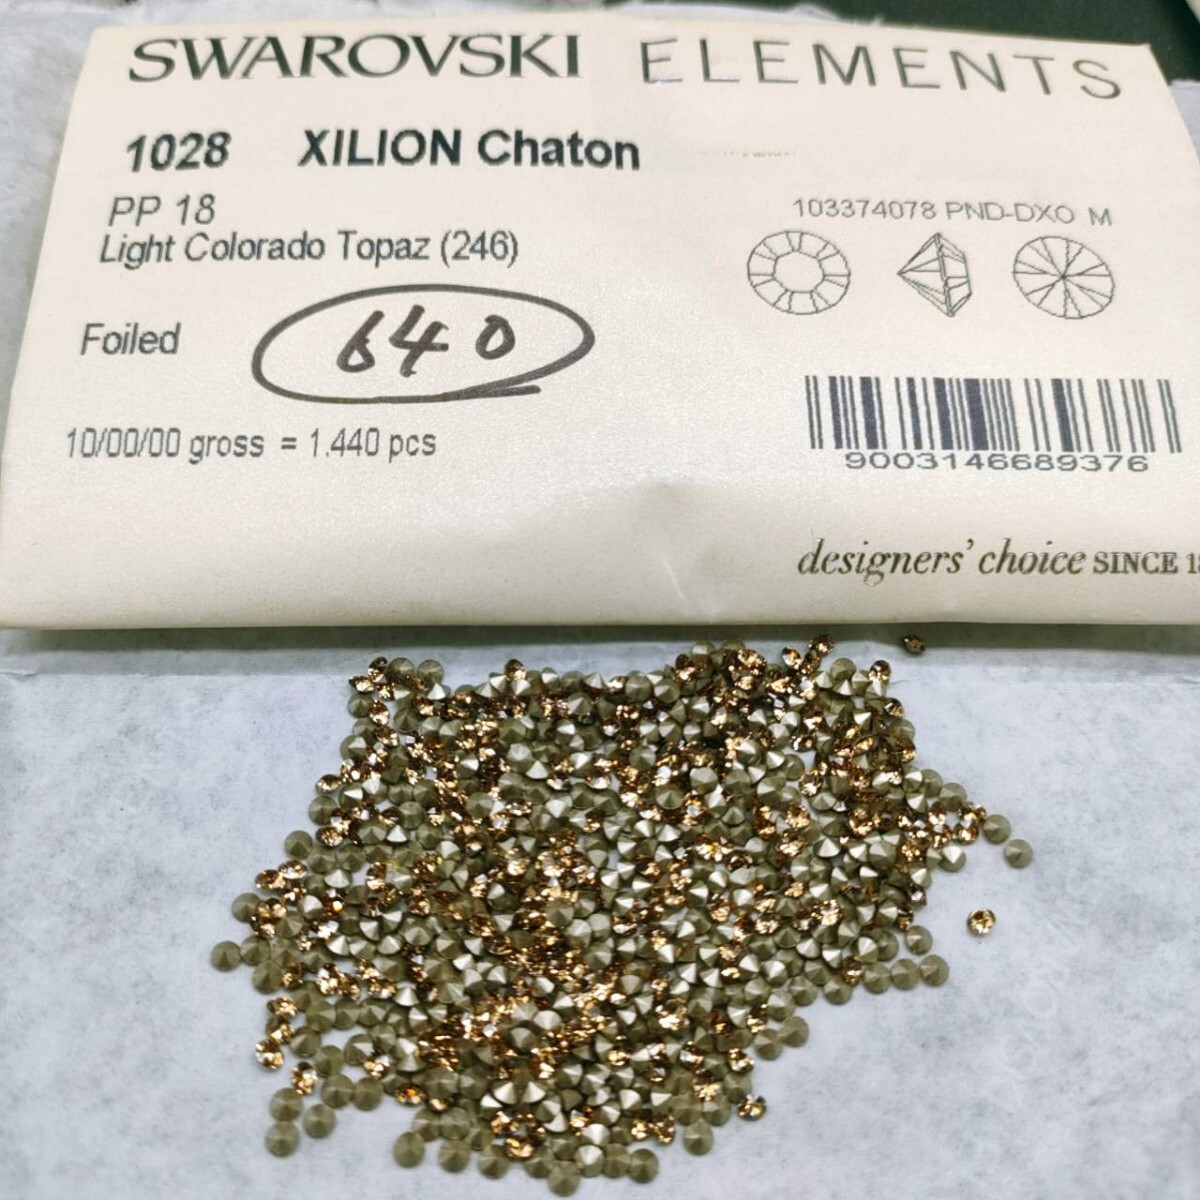 SWAROVSKI ELEMENTS
1028 XILION Chaton
PP 18
Light Colorado Topaz (246)
103374078 PND-DXO M
Foiled
640
10/00/00 gross = 1.440 pcs
9003146689376
designers' choice SINCE